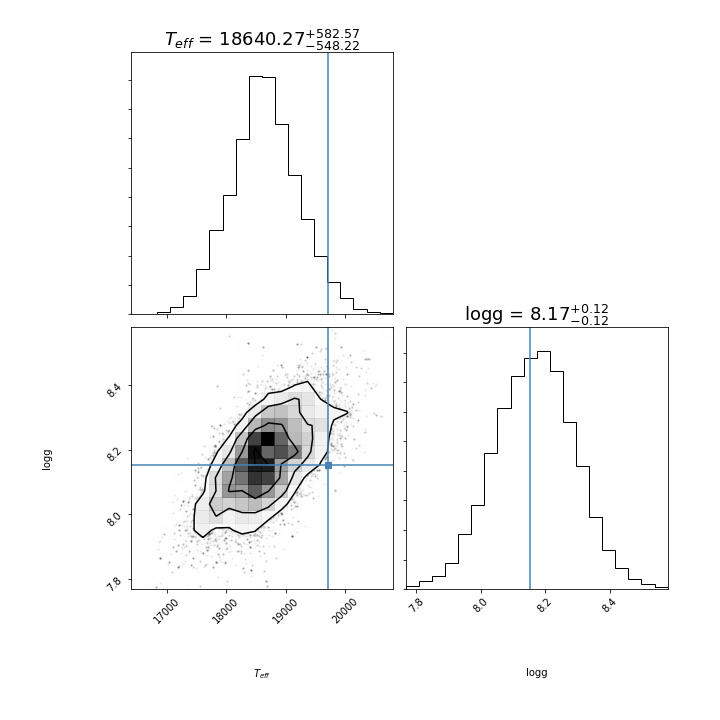 T_eff = 18640.27+582.57−548.22
logg = 8.17+0.12−0.12
logg
8.4
8.2
8.0
7.8
17000 18000 19000 20000
7.8 8.0 8.2 8.4
T_eff
logg